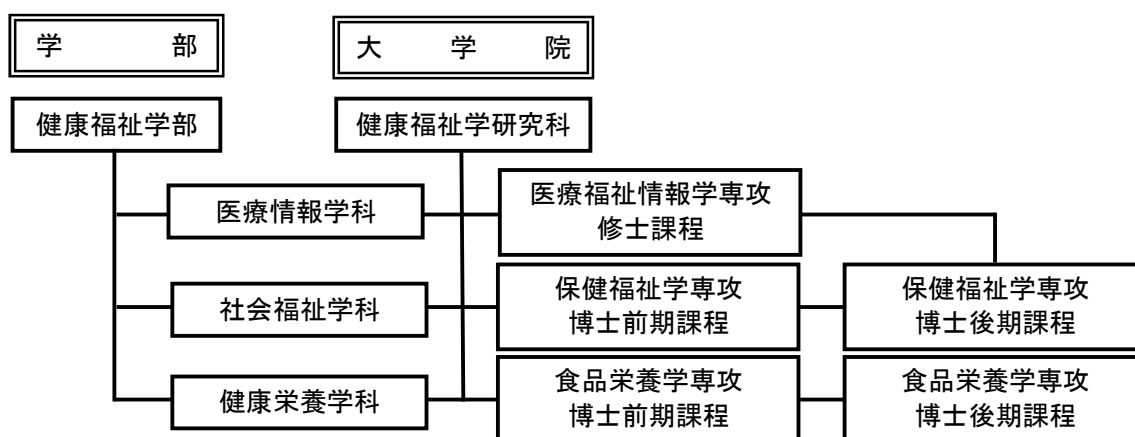 学部
大学院
健康福祉学部
健康福祉学研究科
医療情報学科
医療福祉情報学専攻
修士課程
社会福祉学科
保健福祉学専攻
博士前期課程
保健福祉学専攻
博士後期課程
健康栄養学科
食品栄養学専攻
博士前期課程
食品栄養学専攻
博士後期課程